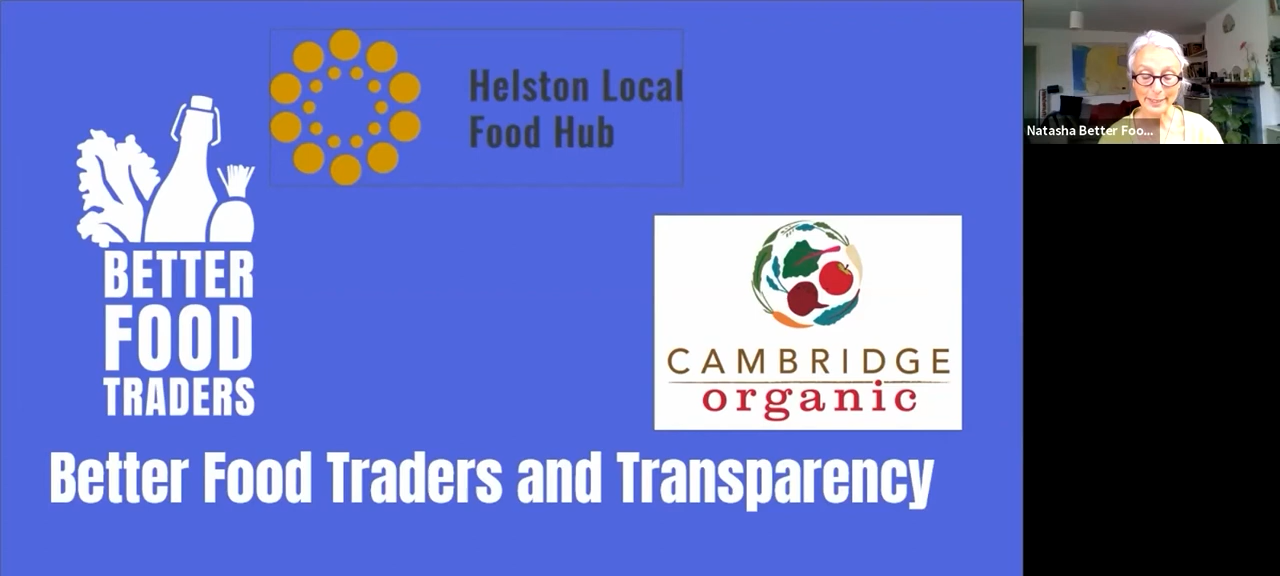 Helston Local
Food Hub
BETTER
FOOD
TRADERS
CAMBRIDGE
organic
Better Food Traders and Transparency
Natasha Better Foo...